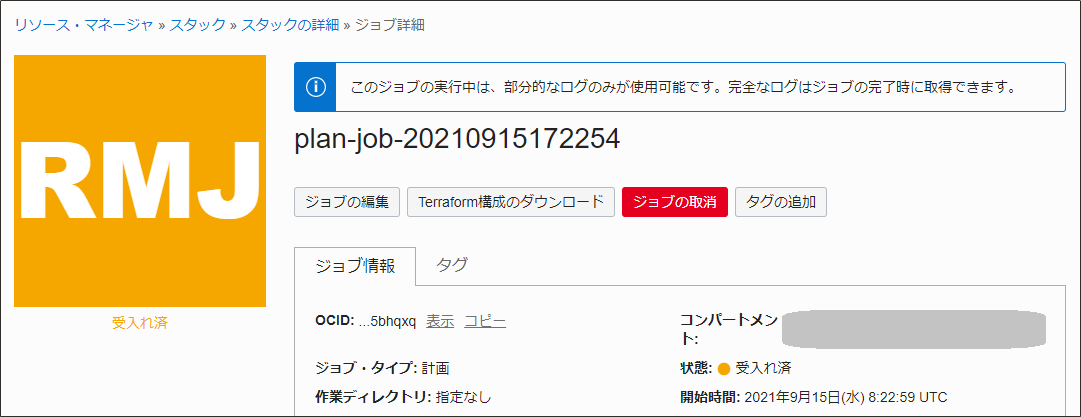 リソース・マネージャ » スタック » スタックの詳細 » ジョブ詳細
RMJ
受入れ済
このジョブの実行中は、部分的なログのみが使用可能です。完全なログはジョブの完了時に取得できます。
plan-job-20210915172254
ジョブの編集 Terraform構成のダウンロード ジョブの取消 タグの追加
ジョブ情報 タグ
OCID: ...5bhqxq 表示 コピー
コンパートメン
ト:
ジョブ・タイプ: 計画
状態: 受入れ済
作業ディレクトリ: 指定なし
開始時間: 2021年9月15日(水) 8:22:59 UTC